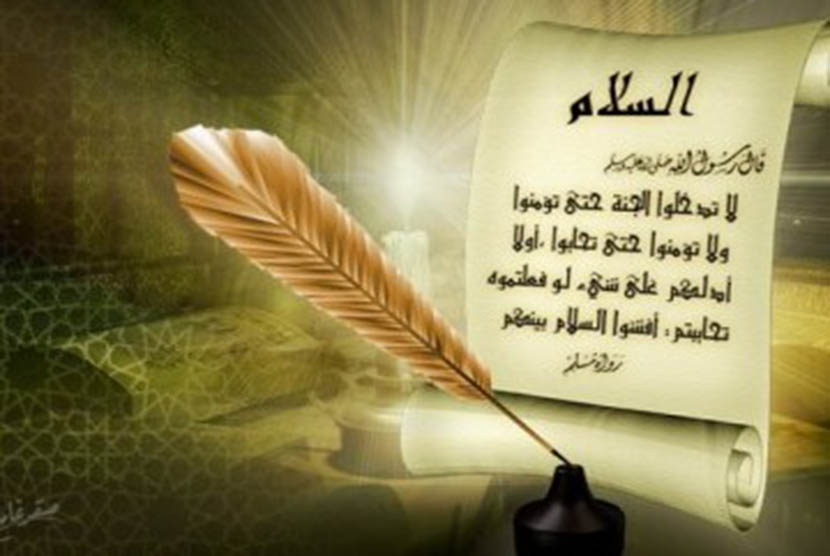 السلام
قال رسول الله صلى الله عليه وسلم
لا تدخلوا الجنة حتى تؤمنوا
ولا تؤمنوا حتى تحابوا ،أولا
أدلكم على شيء لو فعلتموه
تحاببتم : أفشوا السلام بينكم
رواه مسلم